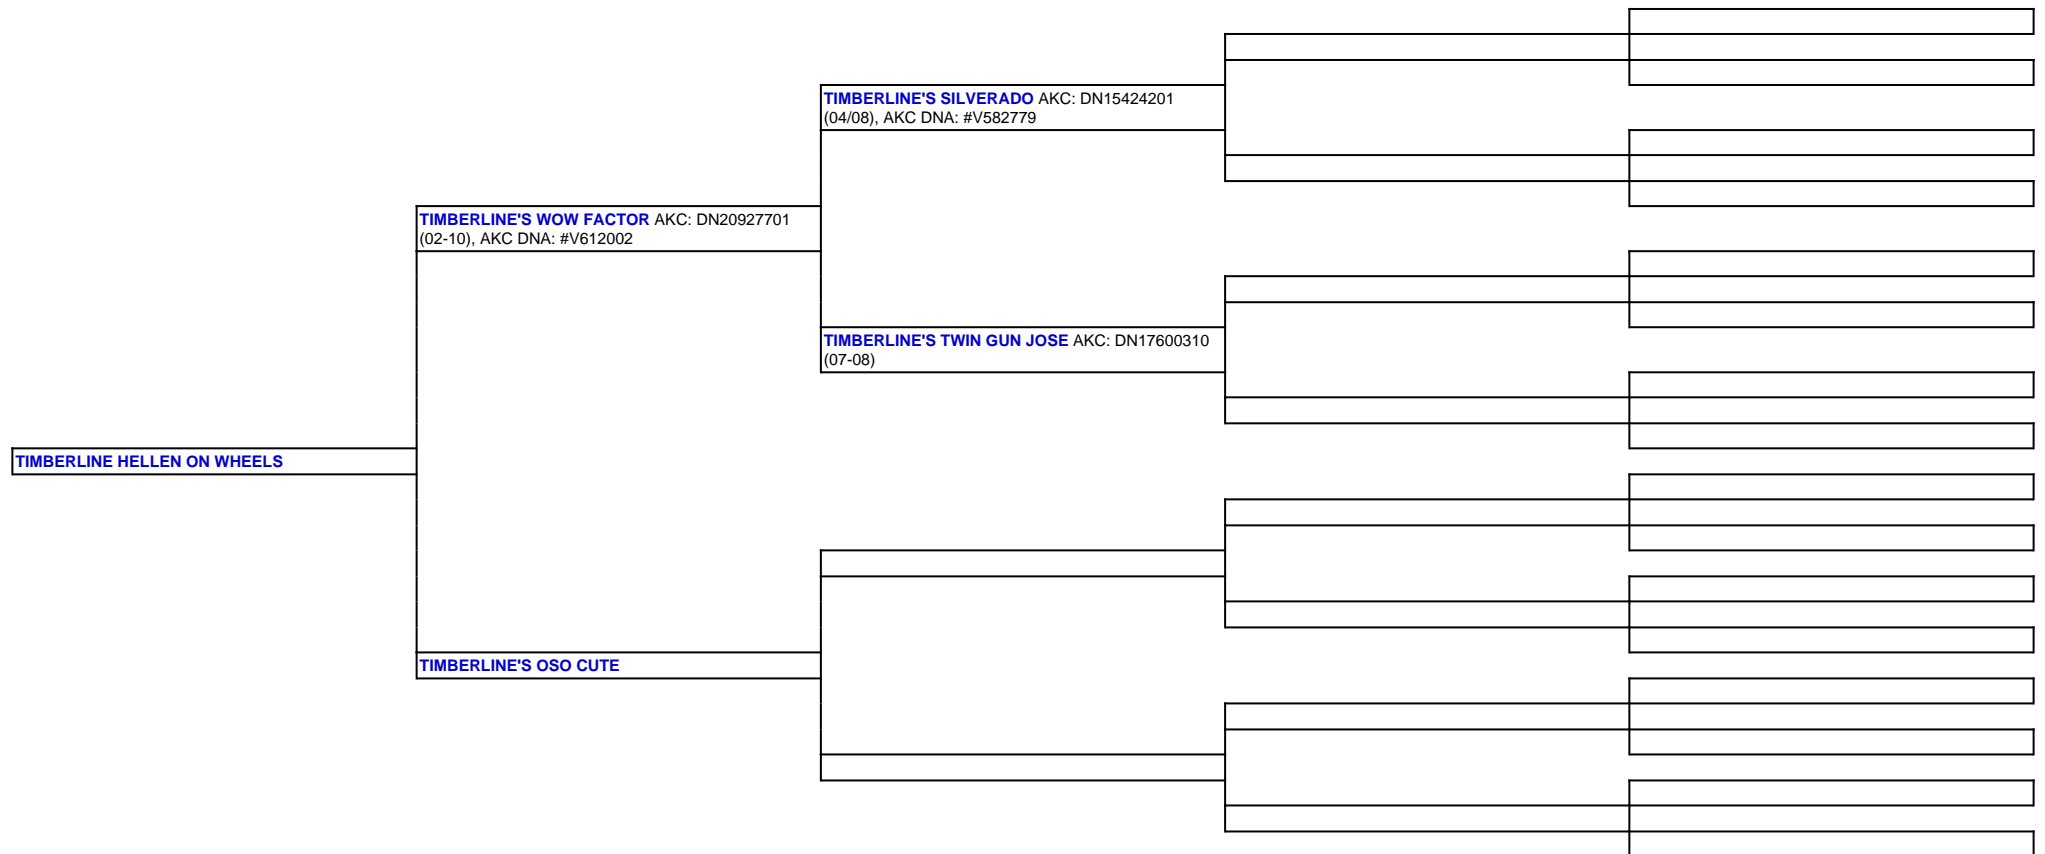 TIMBERLINE'S SILVERADO AKC: DN15424201
(04/08), AKC DNA: #V582779
TIMBERLINE'S WOW FACTOR AKC: DN20927701
(02-10), AKC DNA: #V612002
TIMBERLINE'S TWIN GUN JOSE AKC: DN17600310
(07-08)
TIMBERLINE HELLEN ON WHEELS
TIMBERLINE'S OSO CUTE